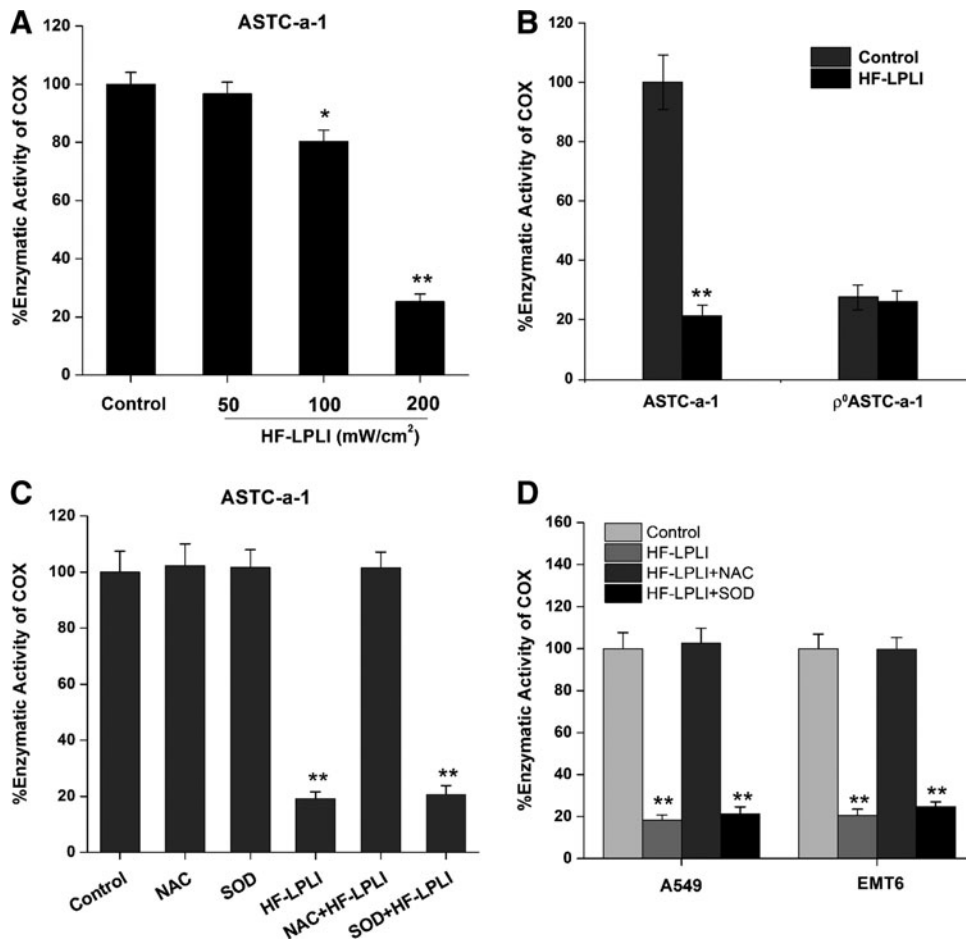 A
ASTC-a-1
%Enzymatic Activity of COX
120
100
80
60
40
20
0
*
**
Control
50
100
200
HF-LPLI (mW/cm²)
B
%Enzymatic Activity of COX
120
100
80
60
40
20
0
Control
HF-LPLI
**
ASTC-a-1
ρ⁰ASTC-a-1
C
ASTC-a-1
%Enzymatic Activity of COX
120
100
80
60
40
20
0
**
**
Control
NAC
SOD
HF-LPLI
NAC+HF-LPLI
SOD+HF-LPLI
D
%Enzymatic Activity of COX
160
140
120
100
80
60
40
20
0
Control
HF-LPLI
HF-LPLI+NAC
HF-LPLI+SOD
**
**
**
**
A549
EMT6